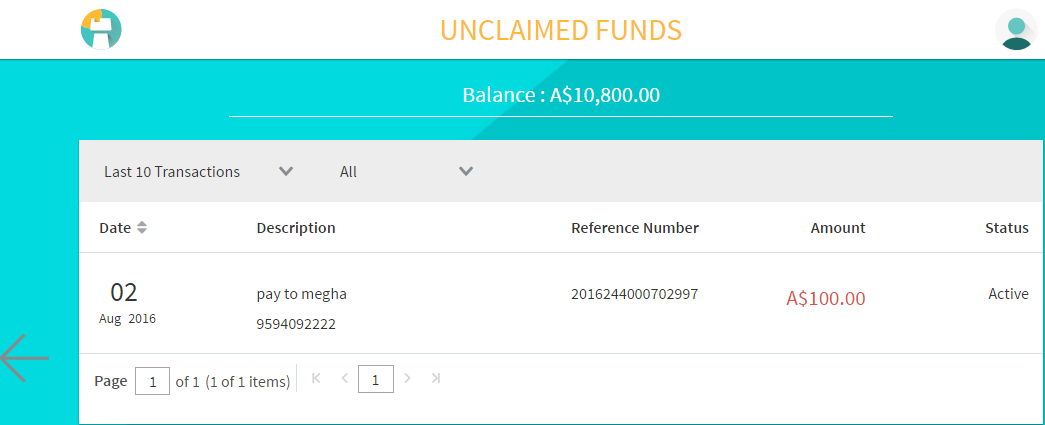 UNCLAIMED FUNDS
Balance : A$10,800.00
Last 10 Transactions All
Date Description Reference Number Amount Status
02
Aug 2016
pay to megha
9594092222
2016244000702997
A$100.00
Active
Page 1 of 1 (1 of 1 items) 1